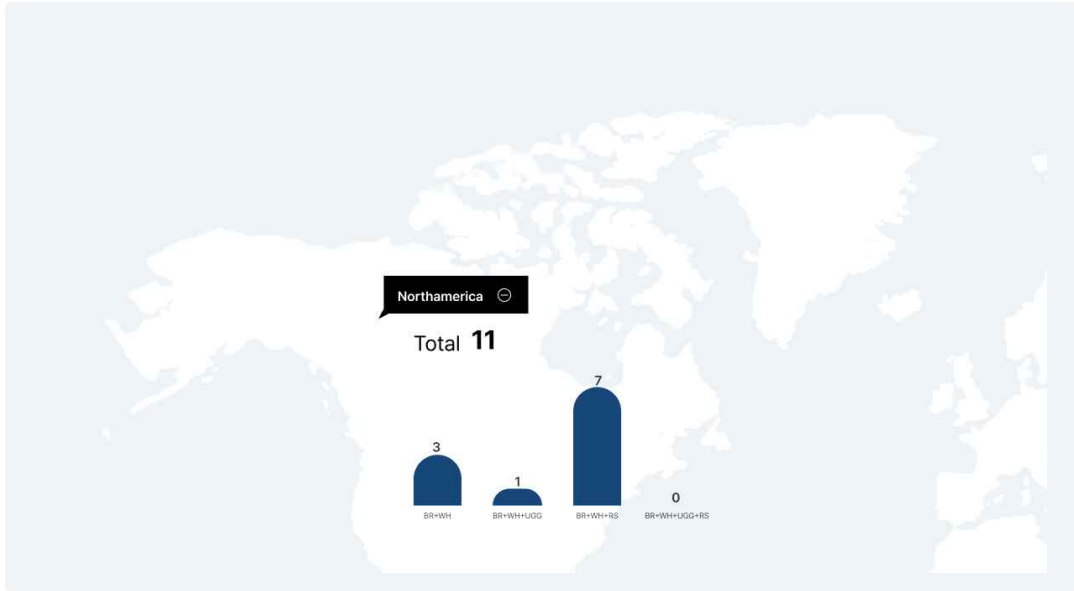 Northamerica
Total 11
7
3
1
0
BR+WH
BR+WH+UGG
BR+WH+RS
BR+WH+UGG+RS